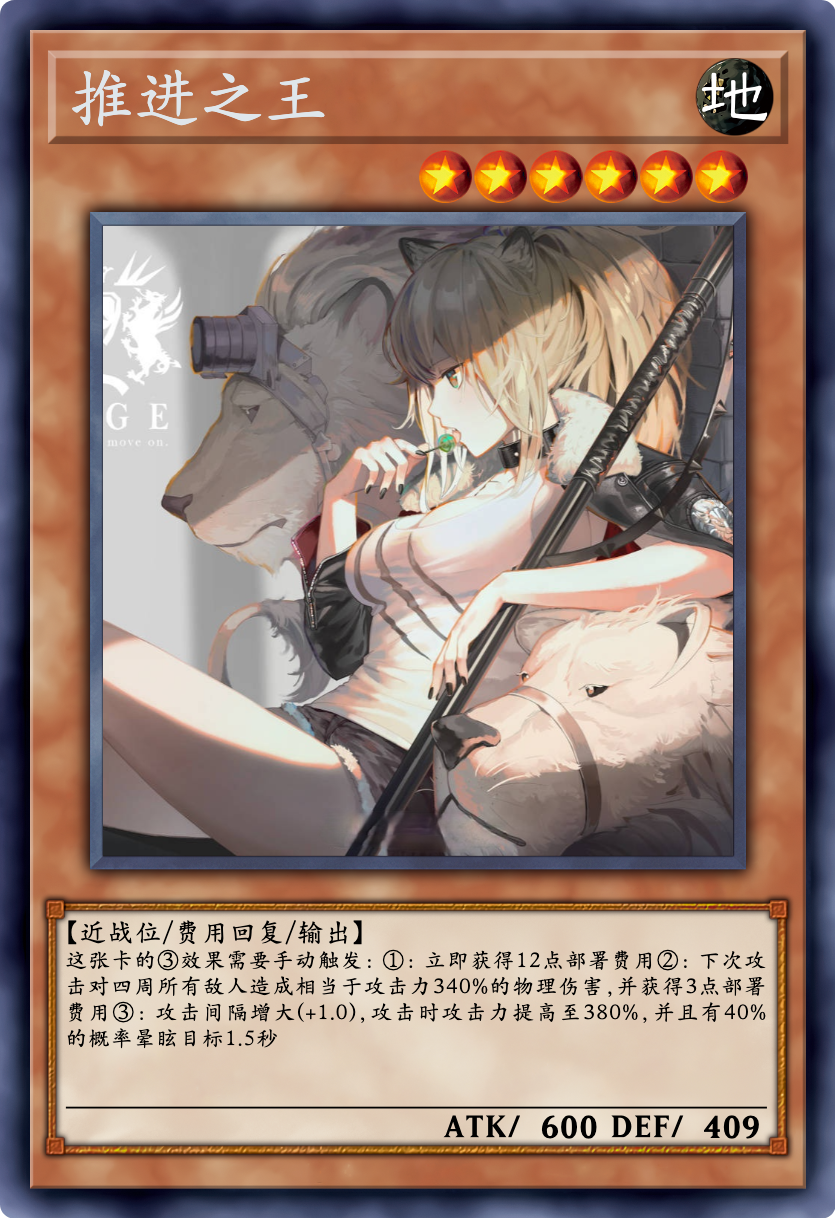 推进之王
地
GE
move on.
【近战位/费用回复/输出】
这张卡的③效果需要手动触发：①：立即获得12点部署费用②：下次攻
击对四周所有敌人造成相当于攻击力340%的物理伤害,并获得3点部署
费用③：攻击间隔增大(+1.0),攻击时攻击力提高至380%,并且有40%
的概率晕眩目标1.5秒
ATK/ 600 DEF/ 409